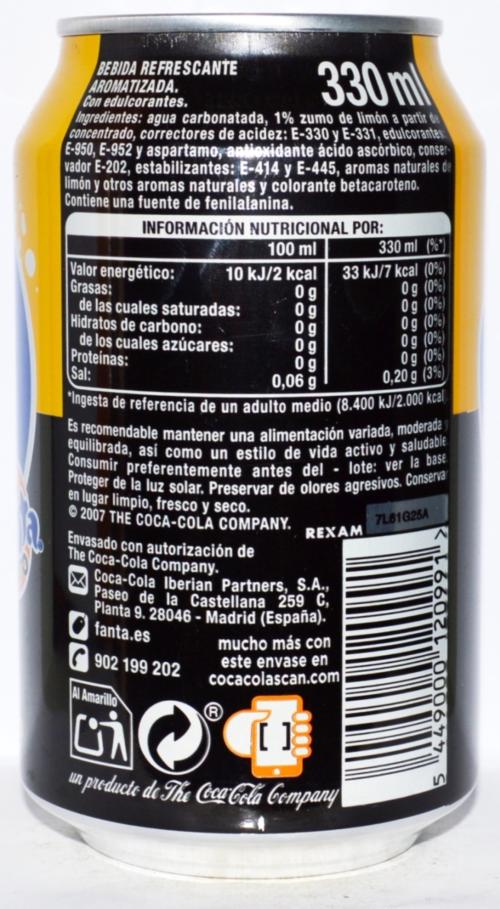 BEBIDA REFRESCANTE
AROMATIZADA.
Con edulcorantes.
330 ml
Ingredientes: agua carbonatada, 1% zumo de limón a partir de
concentrado, correctores de acidez: E-330 y E-331, edulcorantes:
E-950, E-952 y aspartamo, antioxidante ácido ascórbico, conser-
vador E-202, estabilizantes: E-414 y E-445, aromas naturales de
limón y otros aromas naturales y colorante betacaroteno.
Contiene una fuente de fenilalanina.
INFORMACIÓN NUTRICIONAL POR:
100 ml 330 ml (%*)
Valor energético: 10 kJ/2 kcal 33 kJ/7 kcal (0%)
Grasas: 0 g 0g (0%)
de las cuales saturadas: 0 g 0g (0%)
Hidratos de carbono: 0 g 0g (0%)
de los cuales azúcares: 0 g 0g (0%)
Proteínas: 0 g 0g (0%)
Sal: 0,06 g 0,20 g (3%)
*Ingesta de referencia de un adulto medio (8.400 kJ/2.000 kcal)
Es recomendable mantener una alimentación variada, moderada y
equilibrada, así como un estilo de vida activo y saludable.
Consumir preferentemente antes del - lote: ver la base.
Proteger de la luz solar. Preservar de olores agresivos. Conservar
en lugar limpio, fresco y seco.
© 2007 THE COCA-COLA COMPANY.
REXAM
7L61G25A
Envasado con autorización de
The Coca-Cola Company.
Coca-Cola Iberian Partners, S.A.,
Paseo de la Castellana 259 C,
Planta 9. 28046 - Madrid (España).
fanta.es
902 199 202
mucho más con
este envase en
cocacolascan.com
Al Amarillo
®
[ ]
un producto de The Coca-Cola Company
5 449000 120991 >